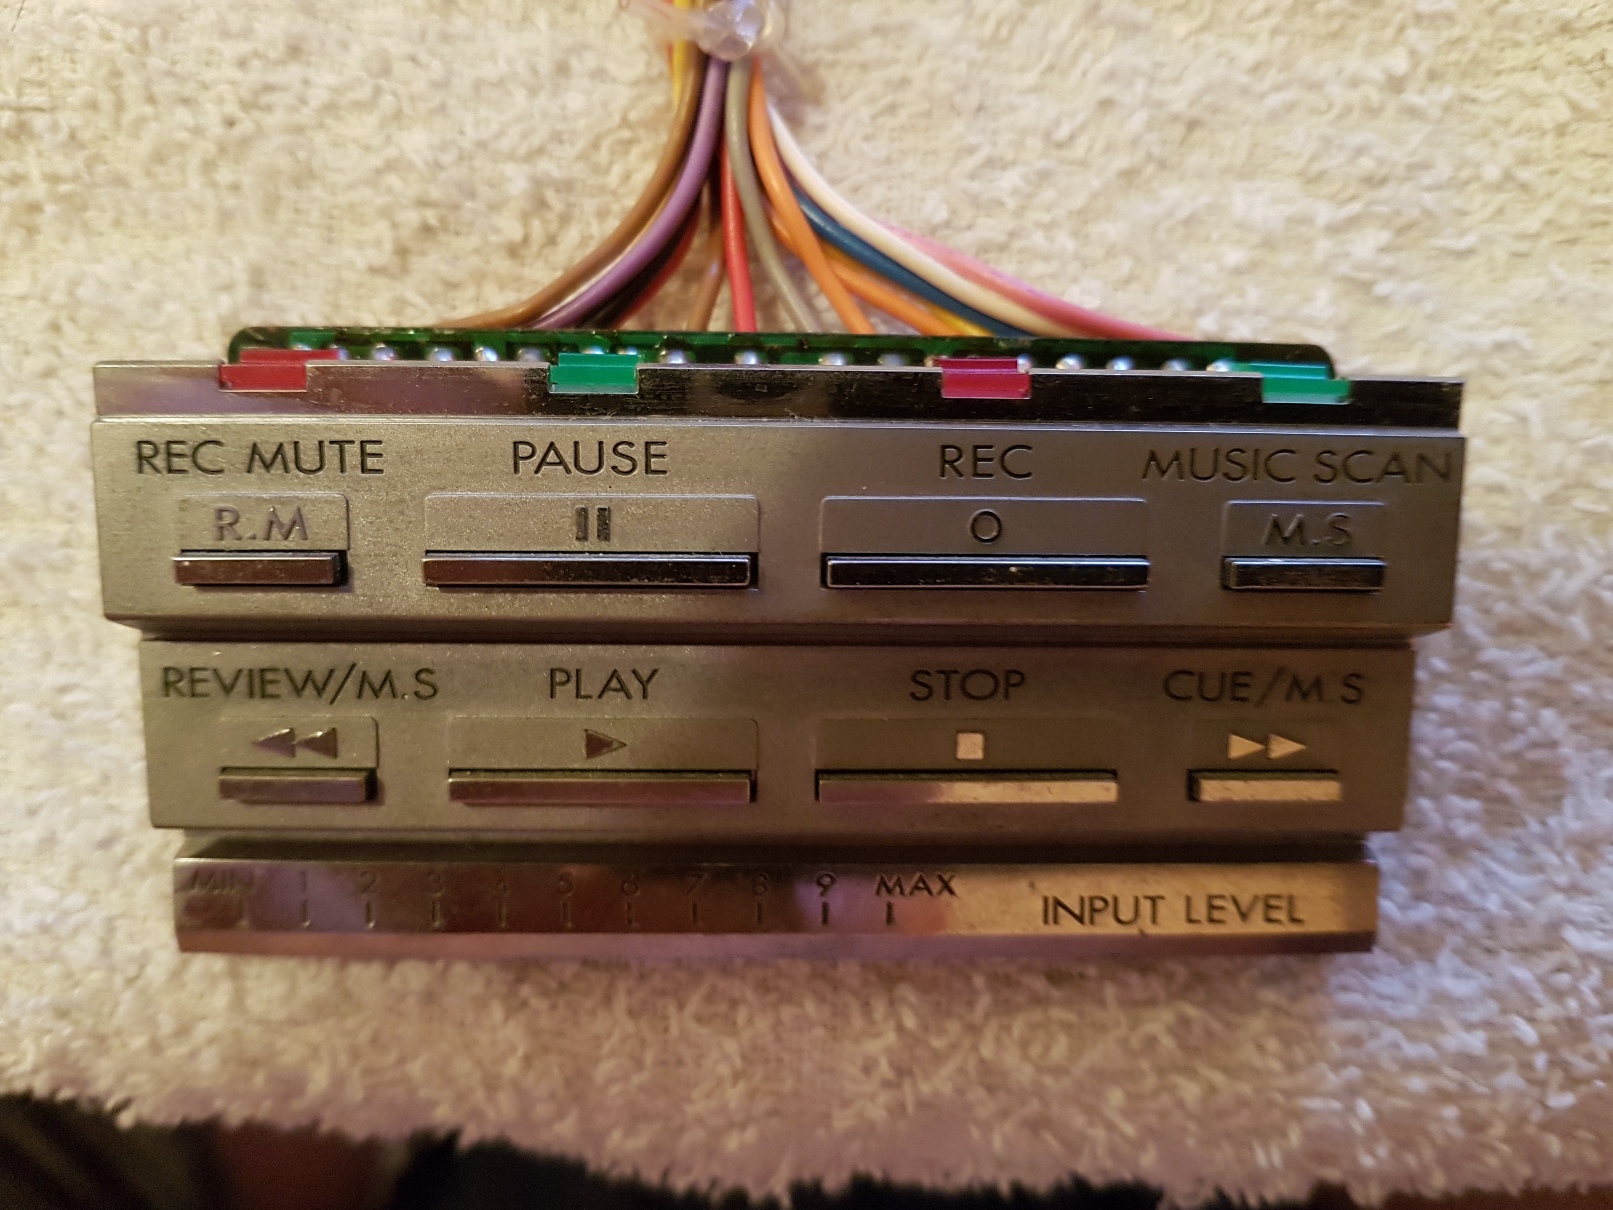 REC MUTE PAUSE REC MUSIC SCAN
R.M M.S
REVIEW/M.S PLAY STOP CUE/M.S
MIN 1 2 3 4 5 6 7 8 9 MAX INPUT LEVEL